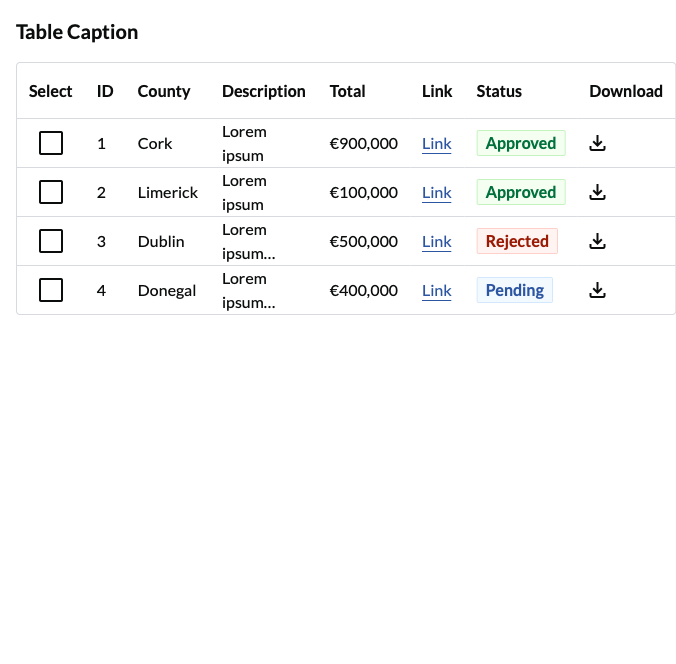 Table Caption
Select ID County Description Total Link Status Download
1 Cork Lorem ipsum €900,000 Link Approved
2 Limerick Lorem ipsum €100,000 Link Approved
3 Dublin Lorem ipsum... €500,000 Link Rejected
4 Donegal Lorem ipsum... €400,000 Link Pending